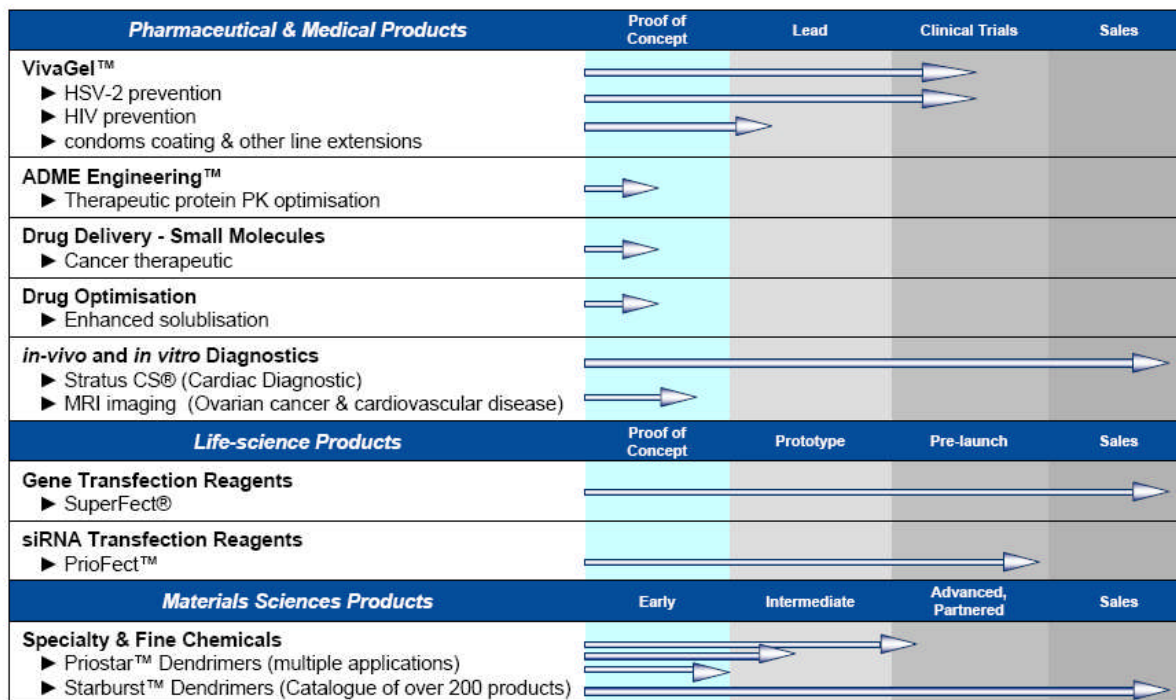 Pharmaceutical & Medical Products Proof of Concept Lead Clinical Trials Sales
VivaGel™
► HSV-2 prevention
► HIV prevention
► condoms coating & other line extensions
ADME Engineering™
► Therapeutic protein PK optimisation
Drug Delivery - Small Molecules
► Cancer therapeutic
Drug Optimisation
► Enhanced solublisation
in-vivo and in vitro Diagnostics
► Stratus CS® (Cardiac Diagnostic)
► MRI imaging (Ovarian cancer & cardiovascular disease)
Life-science Products Proof of Concept Prototype Pre-launch Sales
Gene Transfection Reagents
► SuperFect®
siRNA Transfection Reagents
► PrioFect™
Materials Sciences Products Early Intermediate Advanced, Partnered Sales
Specialty & Fine Chemicals
► Priostar™ Dendrimers (multiple applications)
► Starburst™ Dendrimers (Catalogue of over 200 products)